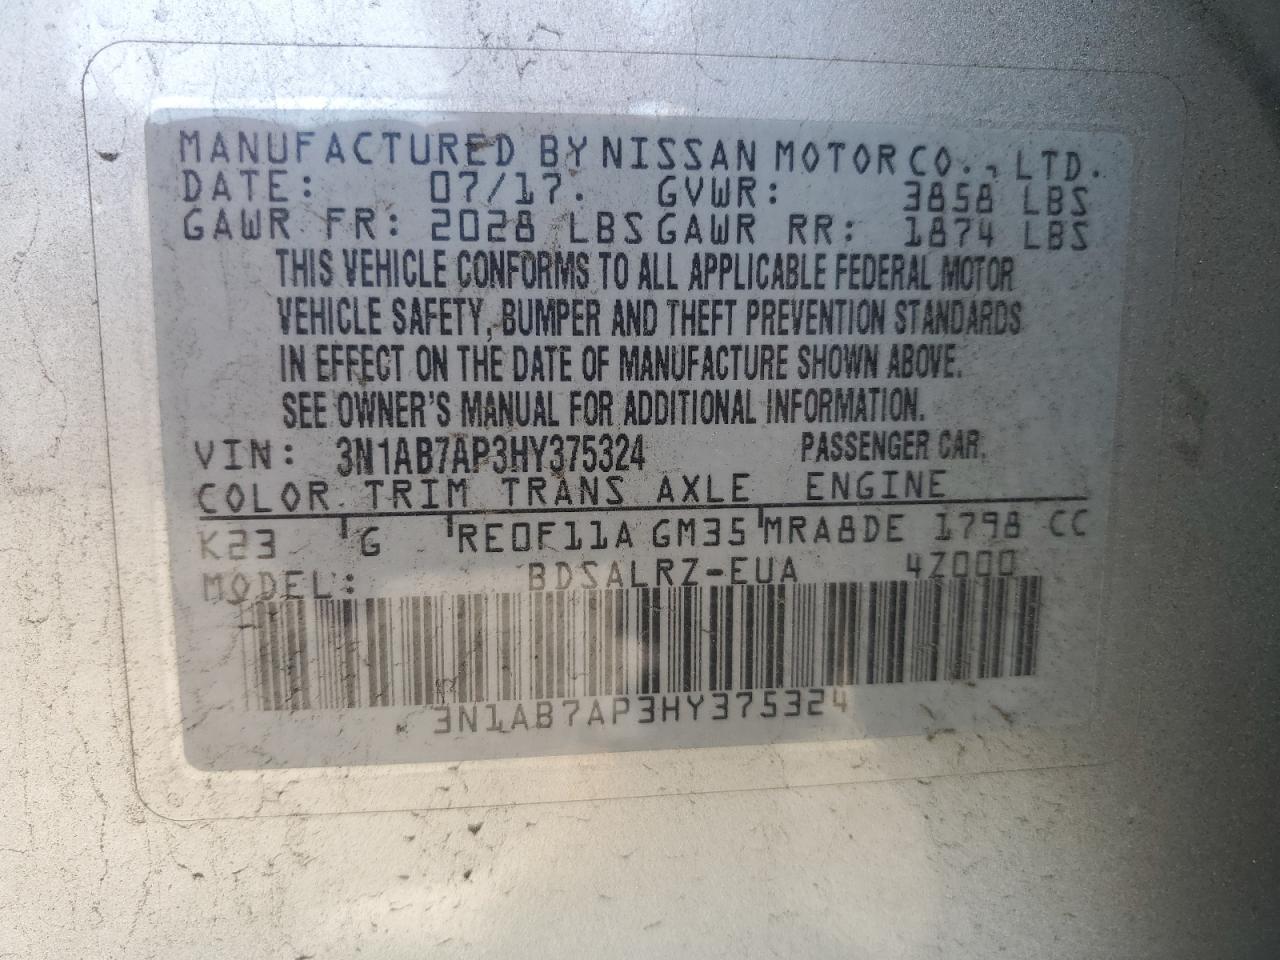 MANUFACTURED BY NISSAN MOTOR CO., LTD.
DATE: 07/17. GVWR: 3858 LBS
GAWR FR: 2028 LBS GAWR RR: 1874 LBS
THIS VEHICLE CONFORMS TO ALL APPLICABLE FEDERAL MOTOR
VEHICLE SAFETY, BUMPER AND THEFT PREVENTION STANDARDS
IN EFFECT ON THE DATE OF MANUFACTURE SHOWN ABOVE.
SEE OWNER'S MANUAL FOR ADDITIONAL INFORMATION.
VIN: 3N1AB7AP3HY375324 PASSENGER CAR.
COLOR TRIM TRANS AXLE ENGINE
K23 G RE0F11A GM35 MRA8DE 1798 CC
MODEL: BDSALRZ-EUA 4Z000
3N1AB7AP3HY375324